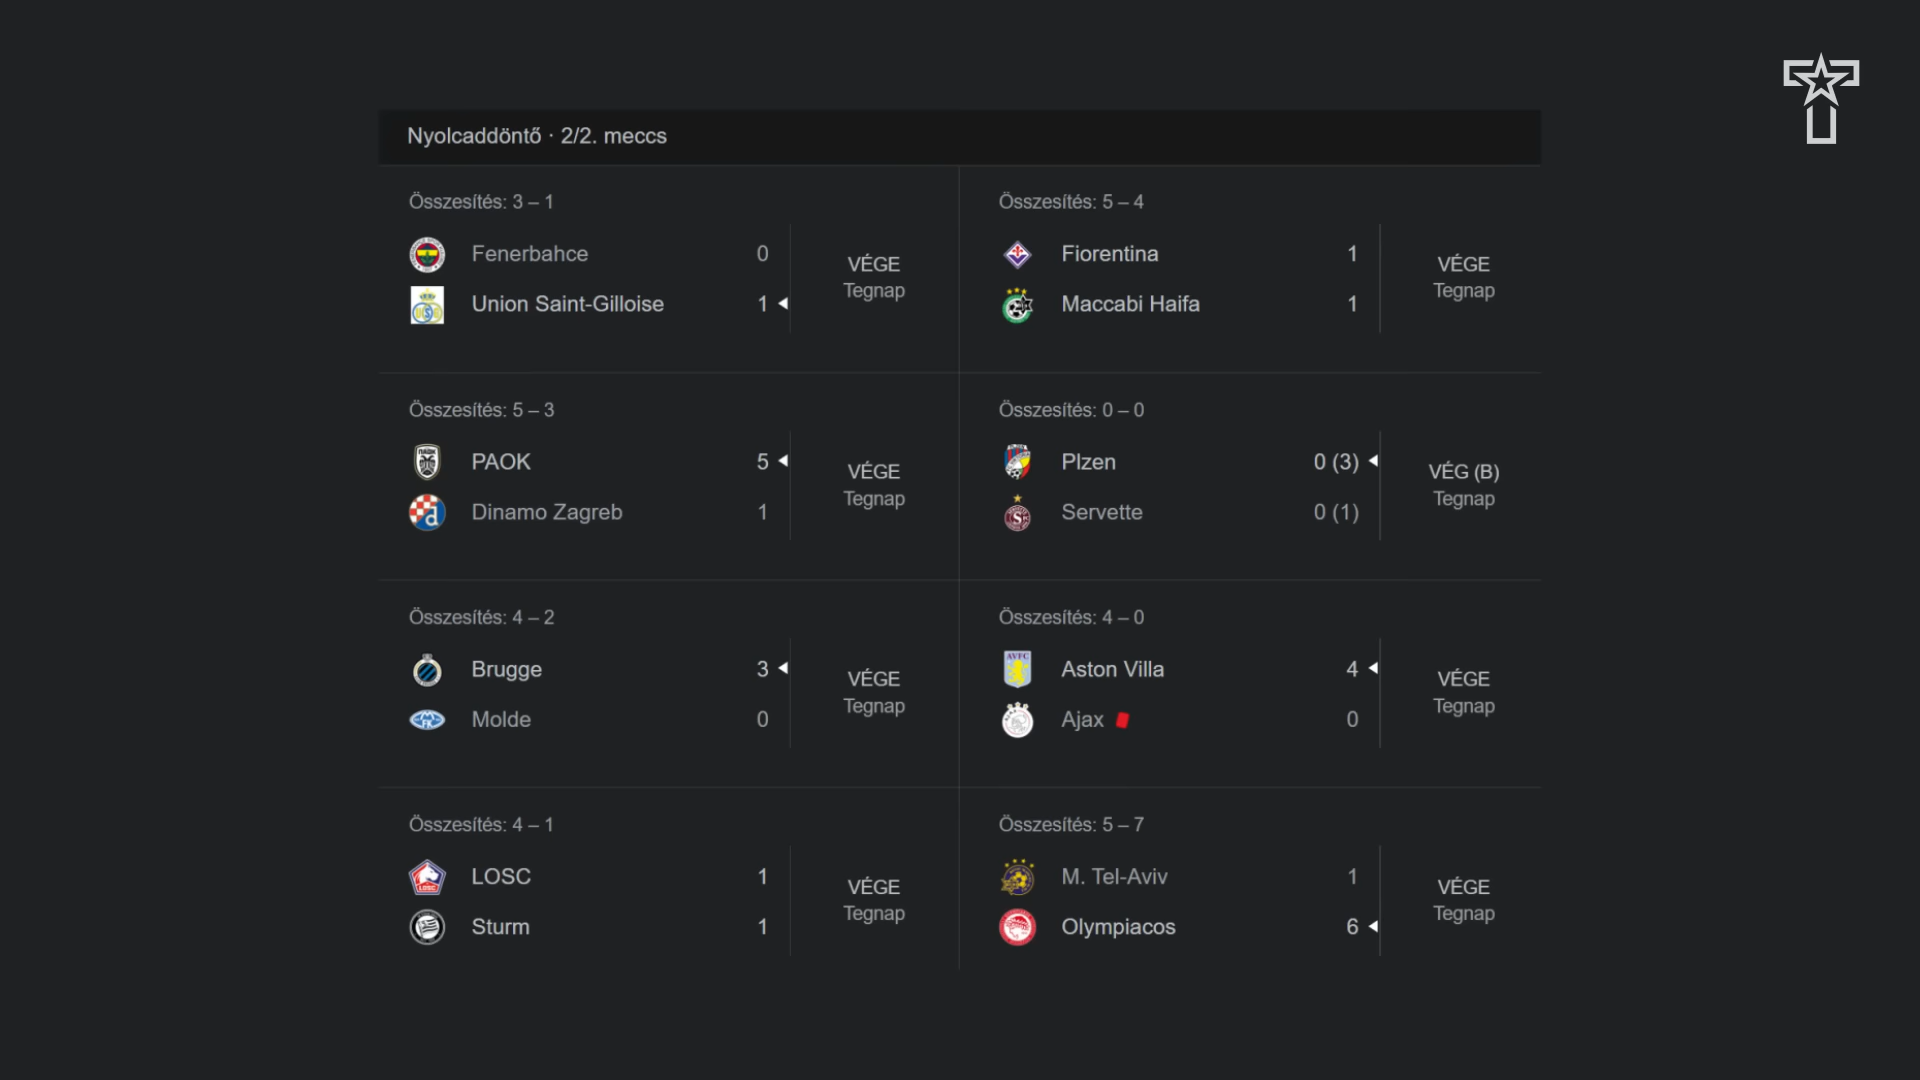 Nyolcaddöntő · 2/2. meccs
Összesítés: 3 – 1
Fenerbahce 0
Union Saint-Gilloise 1
VÉGE
Tegnap
Összesítés: 5 – 4
Fiorentina 1
Maccabi Haifa 1
VÉGE
Tegnap
Összesítés: 5 – 3
PAOK 5
Dinamo Zagreb 1
VÉGE
Tegnap
Összesítés: 0 – 0
Plzen 0 (3)
Servette 0 (1)
VÉG (B)
Tegnap
Összesítés: 4 – 2
Brugge 3
Molde 0
VÉGE
Tegnap
Összesítés: 4 – 0
Aston Villa 4
Ajax 0
VÉGE
Tegnap
Összesítés: 4 – 1
LOSC 1
Sturm 1
VÉGE
Tegnap
Összesítés: 5 – 7
M. Tel-Aviv 1
Olympiacos 6
VÉGE
Tegnap